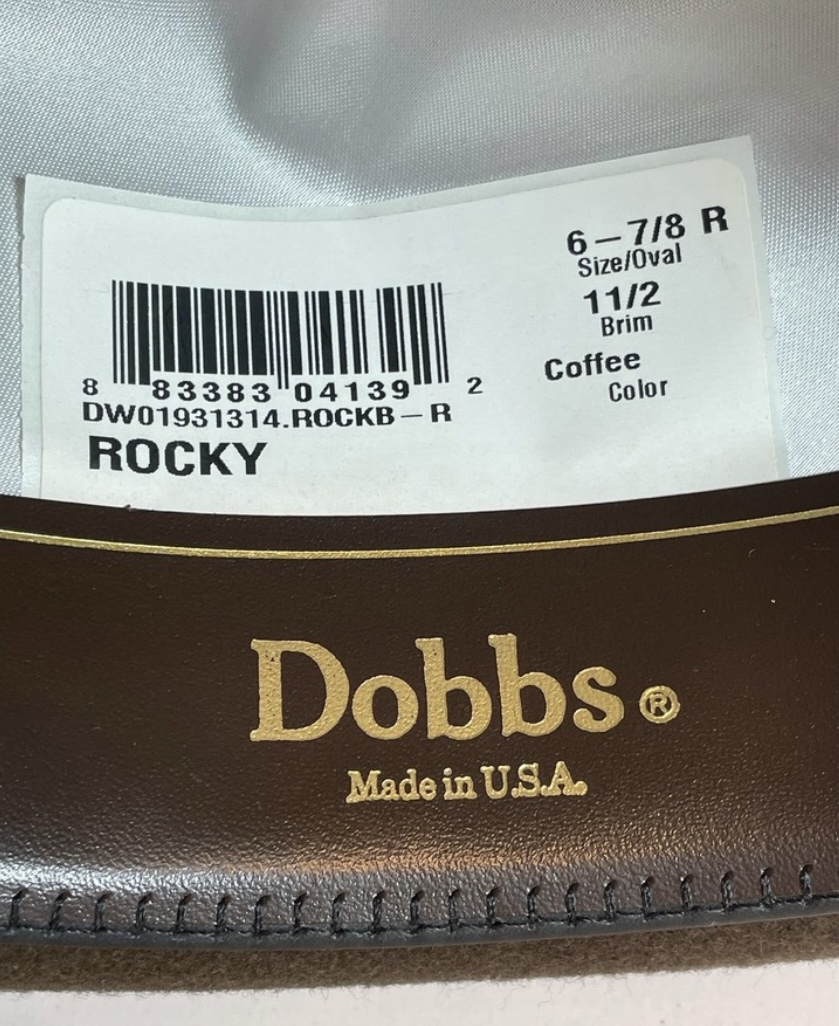 6–7/8 R
Size/Oval
11/2
Brim
Coffee
Color
8 83383 04139 2
DW01931314.ROCKB–R
ROCKY
Dobbs®
Made in U.S.A.